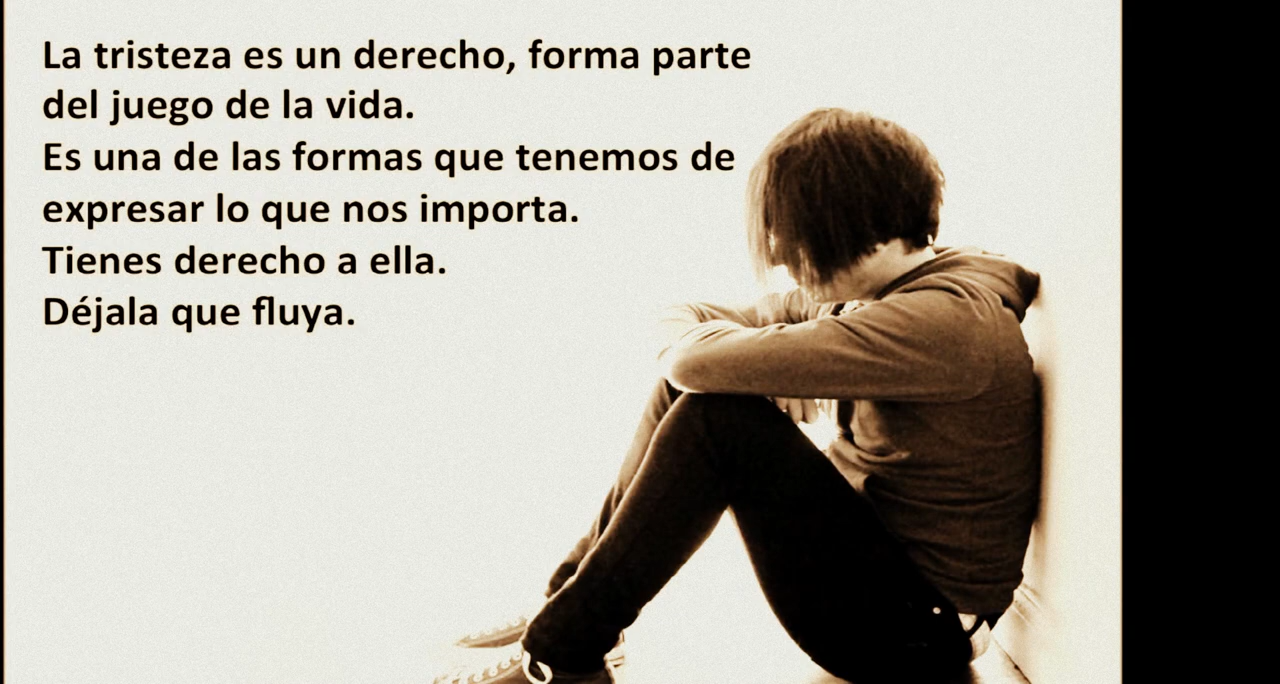 La tristeza es un derecho, forma parte
del juego de la vida.
Es una de las formas que tenemos de
expresar lo que nos importa.
Tienes derecho a ella.
Déjala que fluya.